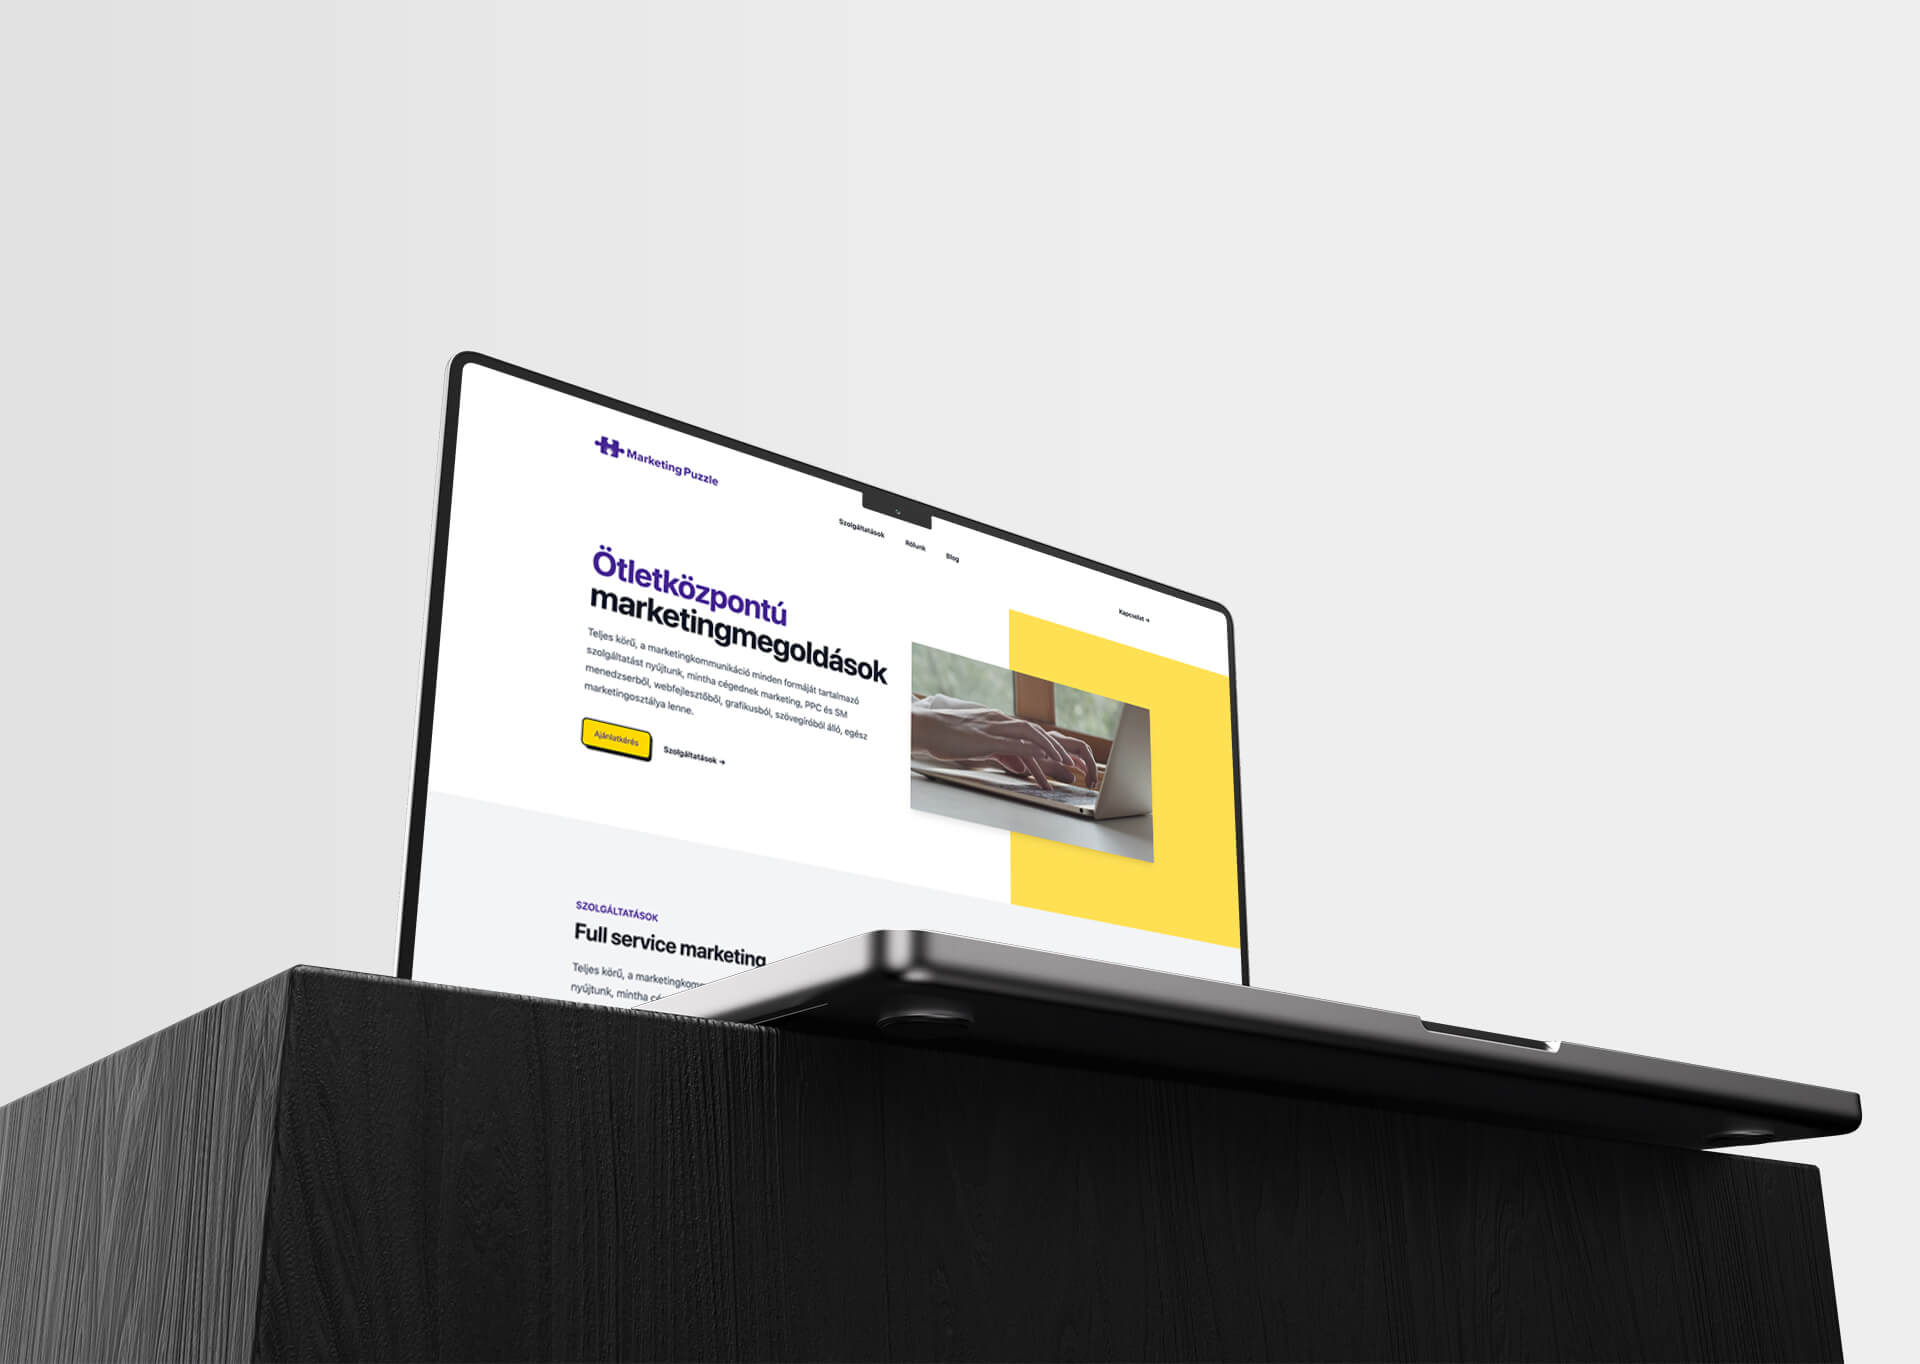 Marketing Puzzle
Szolgáltatások
Rólunk
Blog
Kapcsolat →
Ötletközpontú
marketingmegoldások
Teljes körű, a marketingkommunikáció minden formáját tartalmazó
szolgáltatást nyújtunk, mintha cégednek marketing, PPC és SM
menedzserből, webfejlesztőből, grafikusból, szövegíróból álló, egész
marketingosztálya lenne.
Ajánlatkérés
Szolgáltatások →
SZOLGÁLTATÁSOK
Full service marketing
Teljes körű, a marketingkom
nyújtunk, mintha cé